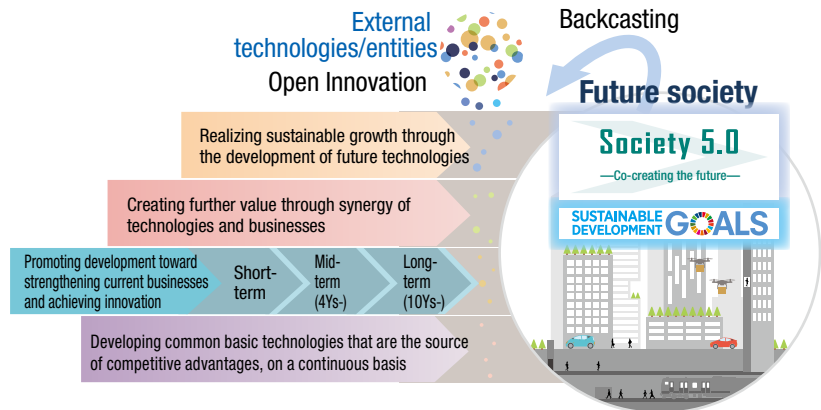 External
technologies/entities
Open Innovation
Backcasting
Future society
Society 5.0
—Co-creating the future—
SUSTAINABLE
DEVELOPMENT
GOALS
Realizing sustainable growth through
the development of future technologies
Creating further value through synergy of
technologies and businesses
Promoting development toward
strengthening current businesses
and achieving innovation
Short-
term
Mid-
term
(4Ys-)
Long-
term
(10Ys-)
Developing common basic technologies that are the source
of competitive advantages, on a continuous basis